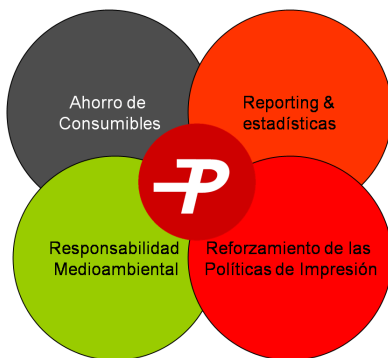 Ahorro de
Consumibles
Reporting &
estadísticas
P
Responsabilidad
Medioambiental
Reforzamiento de las
Políticas de Impresión